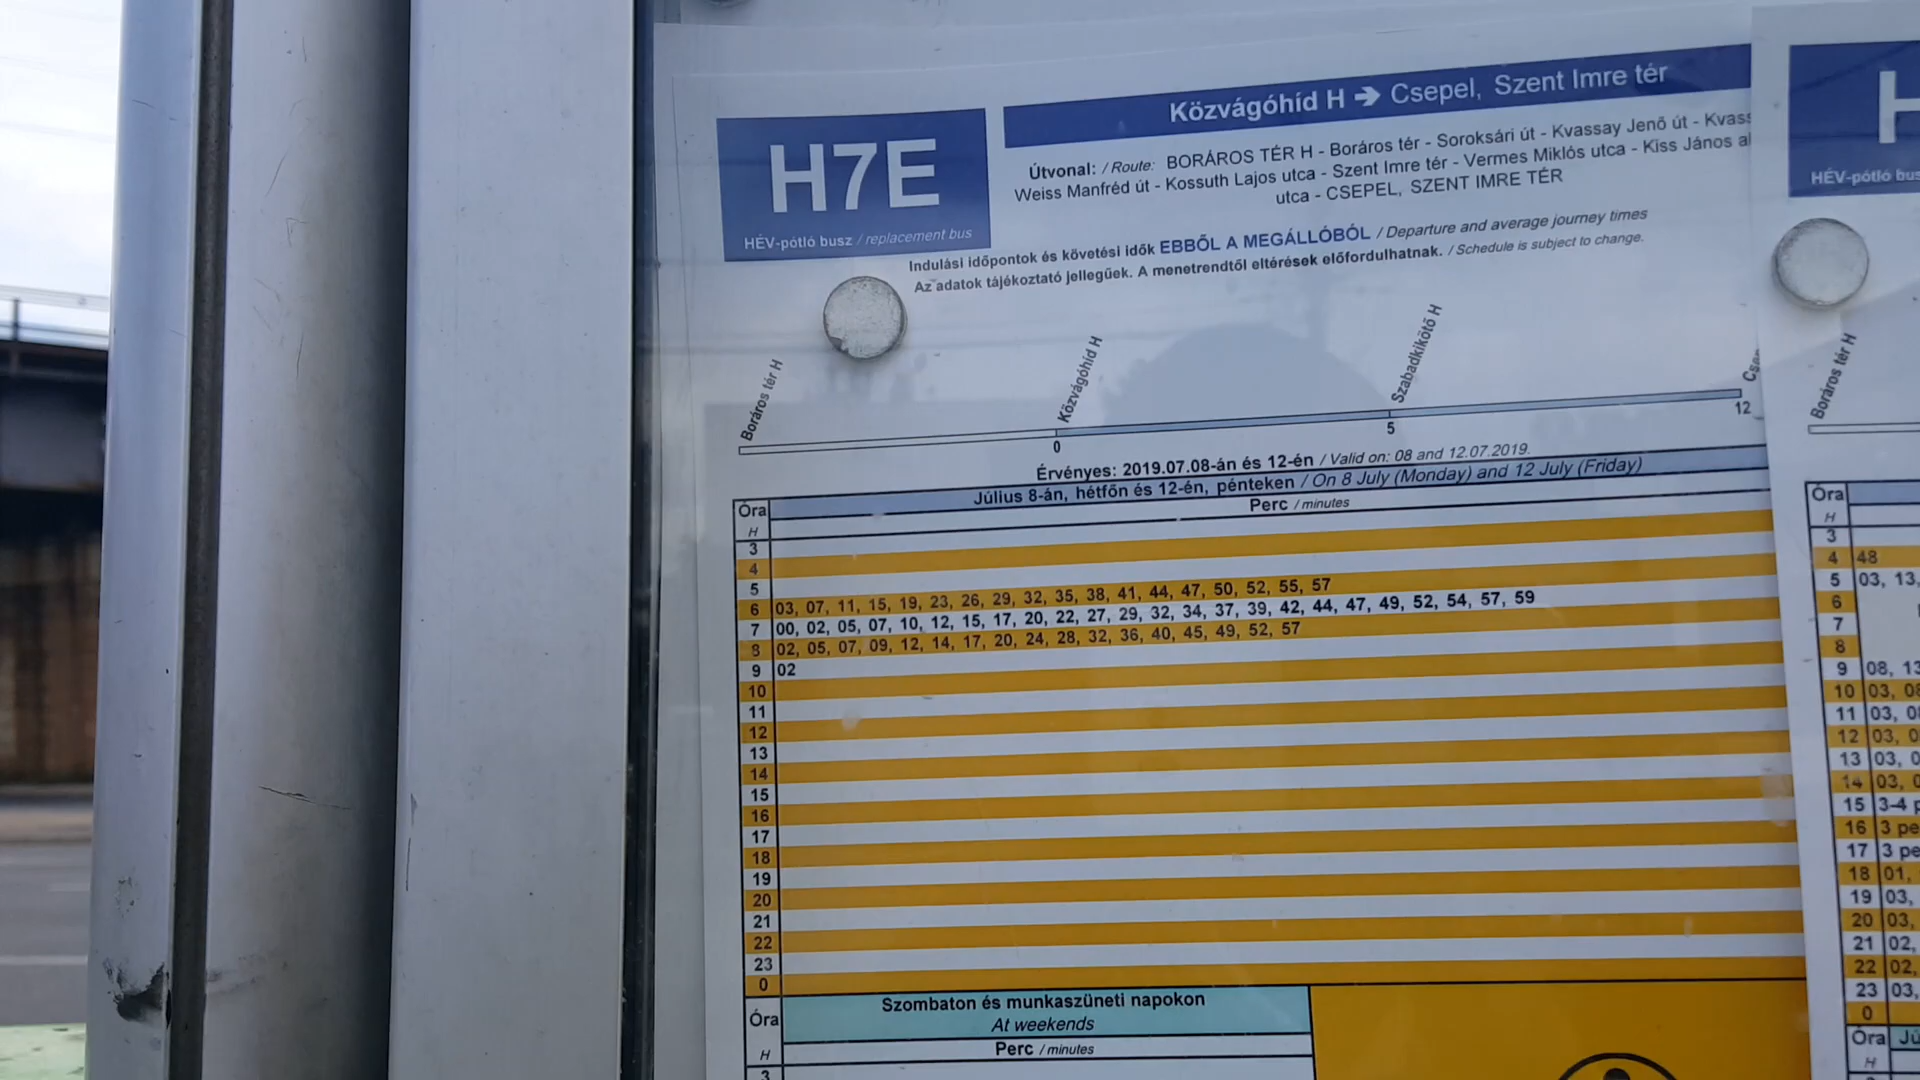 H7E
HÉV-pótló busz / replacement bus
Közvágóhíd H ➔ Csepel, Szent Imre tér
Útvonal: / Route: BORÁROS TÉR H - Boráros tér - Soroksári út - Kvassay Jenő út - Kvass
Weiss Manfréd út - Kossuth Lajos utca - Szent Imre tér - Vermes Miklós utca - Kiss János al
utca - CSEPEL, SZENT IMRE TÉR
Indulási időpontok és követési idők EBBŐL A MEGÁLLÓBÓL / Departure and average journey times
Az adatok tájékoztató jellegűek. A menetrendtől eltérések előfordulhatnak. / Schedule is subject to change.
Boráros tér H
Közvágóhíd H
Szabadkikötő H
Cse
0
5
12
Érvényes: 2019.07.08-án és 12-én / Valid on: 08 and 12.07.2019.
Óra
H
Július 8-án, hétfőn és 12-én, pénteken / On 8 July (Monday) and 12 July (Friday)
Perc / minutes
3
4
5
6 03, 07, 11, 15, 19, 23, 26, 29, 32, 35, 38, 41, 44, 47, 50, 52, 55, 57
7 00, 02, 05, 07, 10, 12, 15, 17, 20, 22, 27, 29, 32, 34, 37, 39, 42, 44, 47, 49, 52, 54, 57, 59
8 02, 05, 07, 09, 12, 14, 17, 20, 24, 28, 32, 36, 40, 45, 49, 52, 57
9 02
10
11
12
13
14
15
16
17
18
19
20
21
22
23
0
Óra
H
Szombaton és munkaszüneti napokon
At weekends
Perc / minutes
3
H
HÉV-pótló bus
Boráros tér H
Óra
H
3
4 48
5 03, 13,
6
7
8
9 08, 13
10 03, 08
11 03, 08
12 03, 0
13 03, 0
14 03, 0
15 3-4 p
16 3 pe
17 3 pe
18 01,
19 03,
20 03,
21 02,
22 02,
23 03,
0
Óra
H
Jú